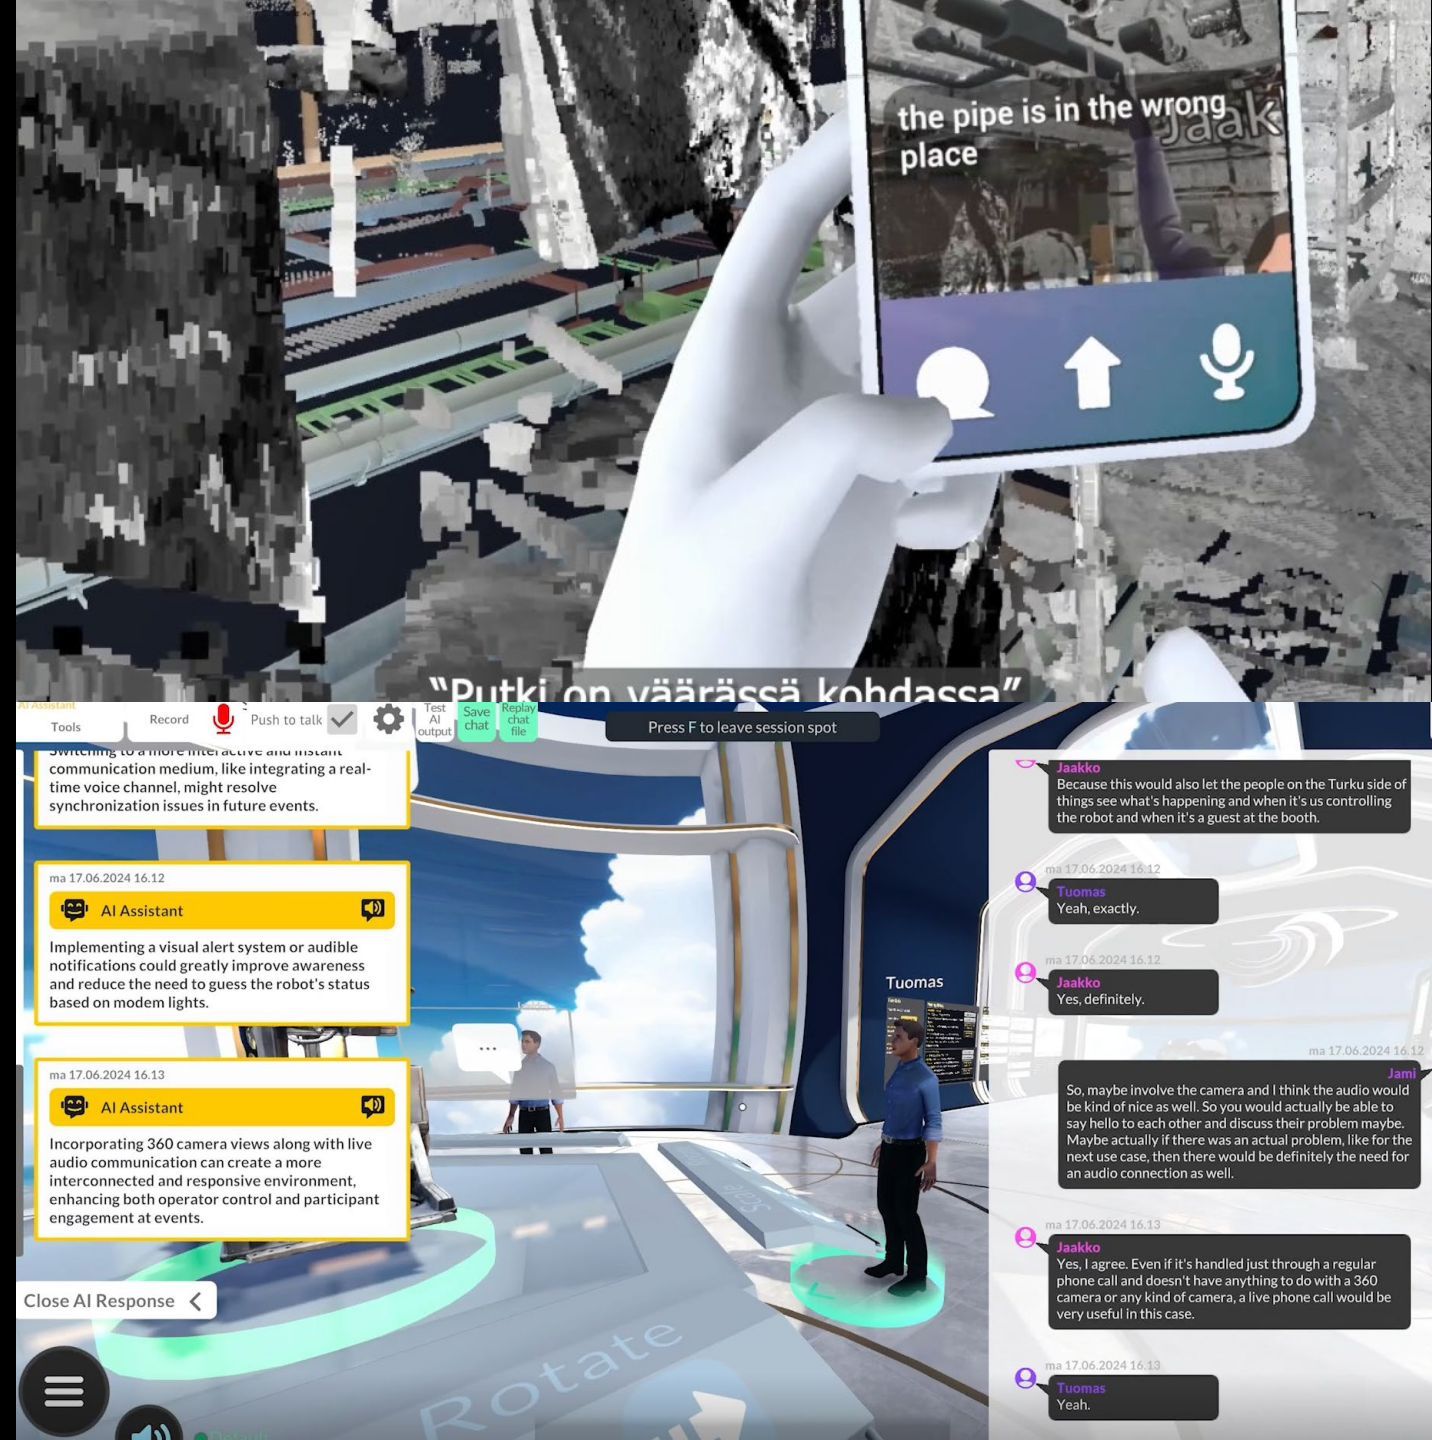 the pipe is in the wrong
place
Jaak
"Putki on väärässä kohdassa"
AI Assistant
Tools
Record
Push to talk
Test
AI
output
Save
chat
Replay
chat
file
Press F to leave session spot
Switching to a more interactive and instant
communication medium, like integrating a real-
time voice channel, might resolve
synchronization issues in future events.
ma 17.06.2024 16.12
AI Assistant
Implementing a visual alert system or audible
notifications could greatly improve awareness
and reduce the need to guess the robot's status
based on modem lights.
ma 17.06.2024 16.13
AI Assistant
Incorporating 360 camera views along with live
audio communication can create a more
interconnected and responsive environment,
enhancing both operator control and participant
engagement at events.
Close AI Response
Default
Tuomas
...
Scale
Rotate
Jaakko
Because this would also let the people on the Turku side of
things see what's happening and when it's us controlling
the robot and when it's a guest at the booth.
ma 17.06.2024 16.12
Tuomas
Yeah, exactly.
ma 17.06.2024 16.12
Jaakko
Yes, definitely.
ma 17.06.2024 16.12
Jami
So, maybe involve the camera and I think the audio would
be kind of nice as well. So you would actually be able to
say hello to each other and discuss their problem maybe.
Maybe actually if there was an actual problem, like for the
next use case, then there would be definitely the need for
an audio connection as well.
ma 17.06.2024 16.13
Jaakko
Yes, I agree. Even if it's handled just through a regular
phone call and doesn't have anything to do with a 360
camera or any kind of camera, a live phone call would be
very useful in this case.
ma 17.06.2024 16.13
Tuomas
Yeah.